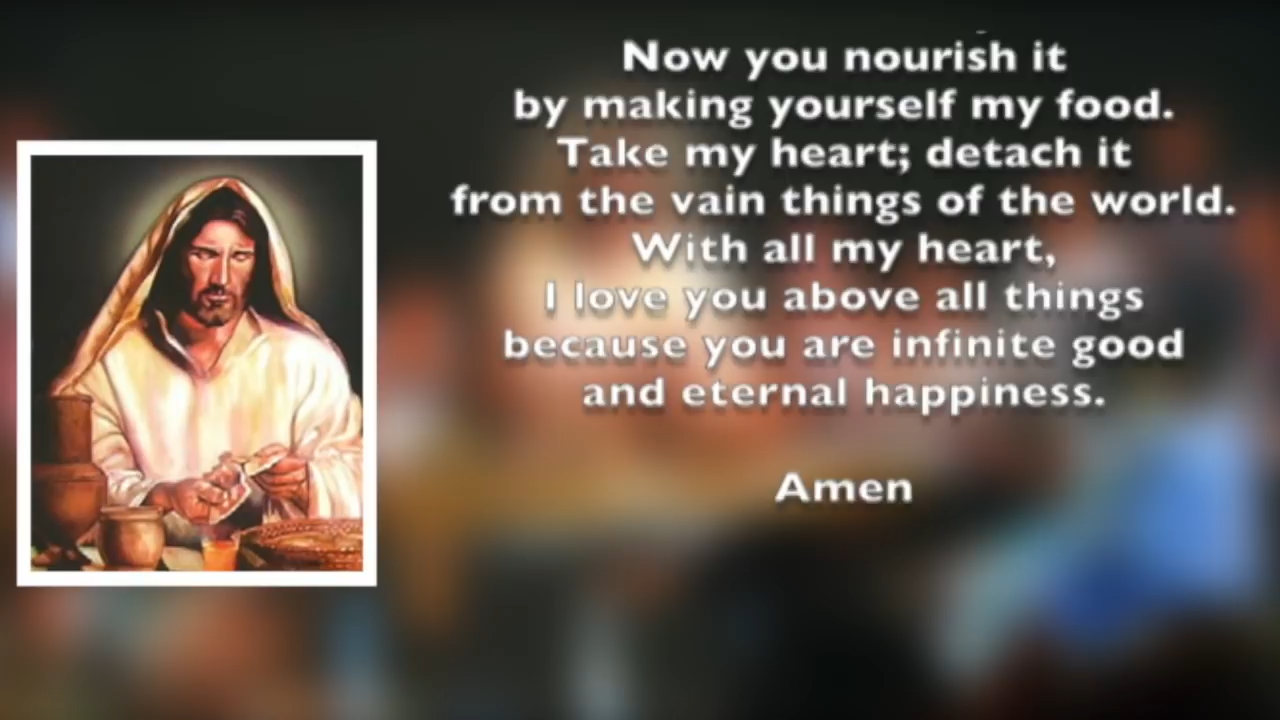 Now you nourish it
by making yourself my food.
Take my heart; detach it
from the vain things of the world.
With all my heart,
I love you above all things
because you are infinite good
and eternal happiness.
Amen